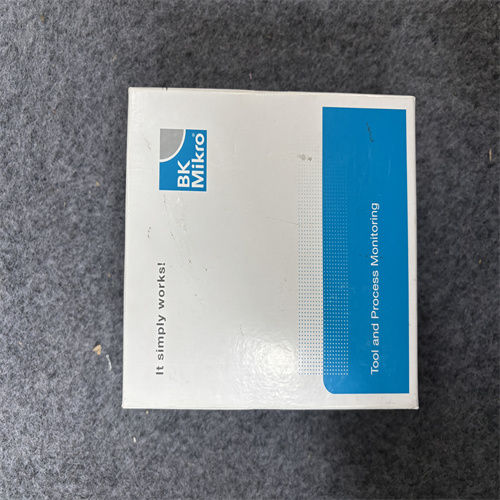 BK
Mikro®
It simply works!
Tool and Process Monitoring